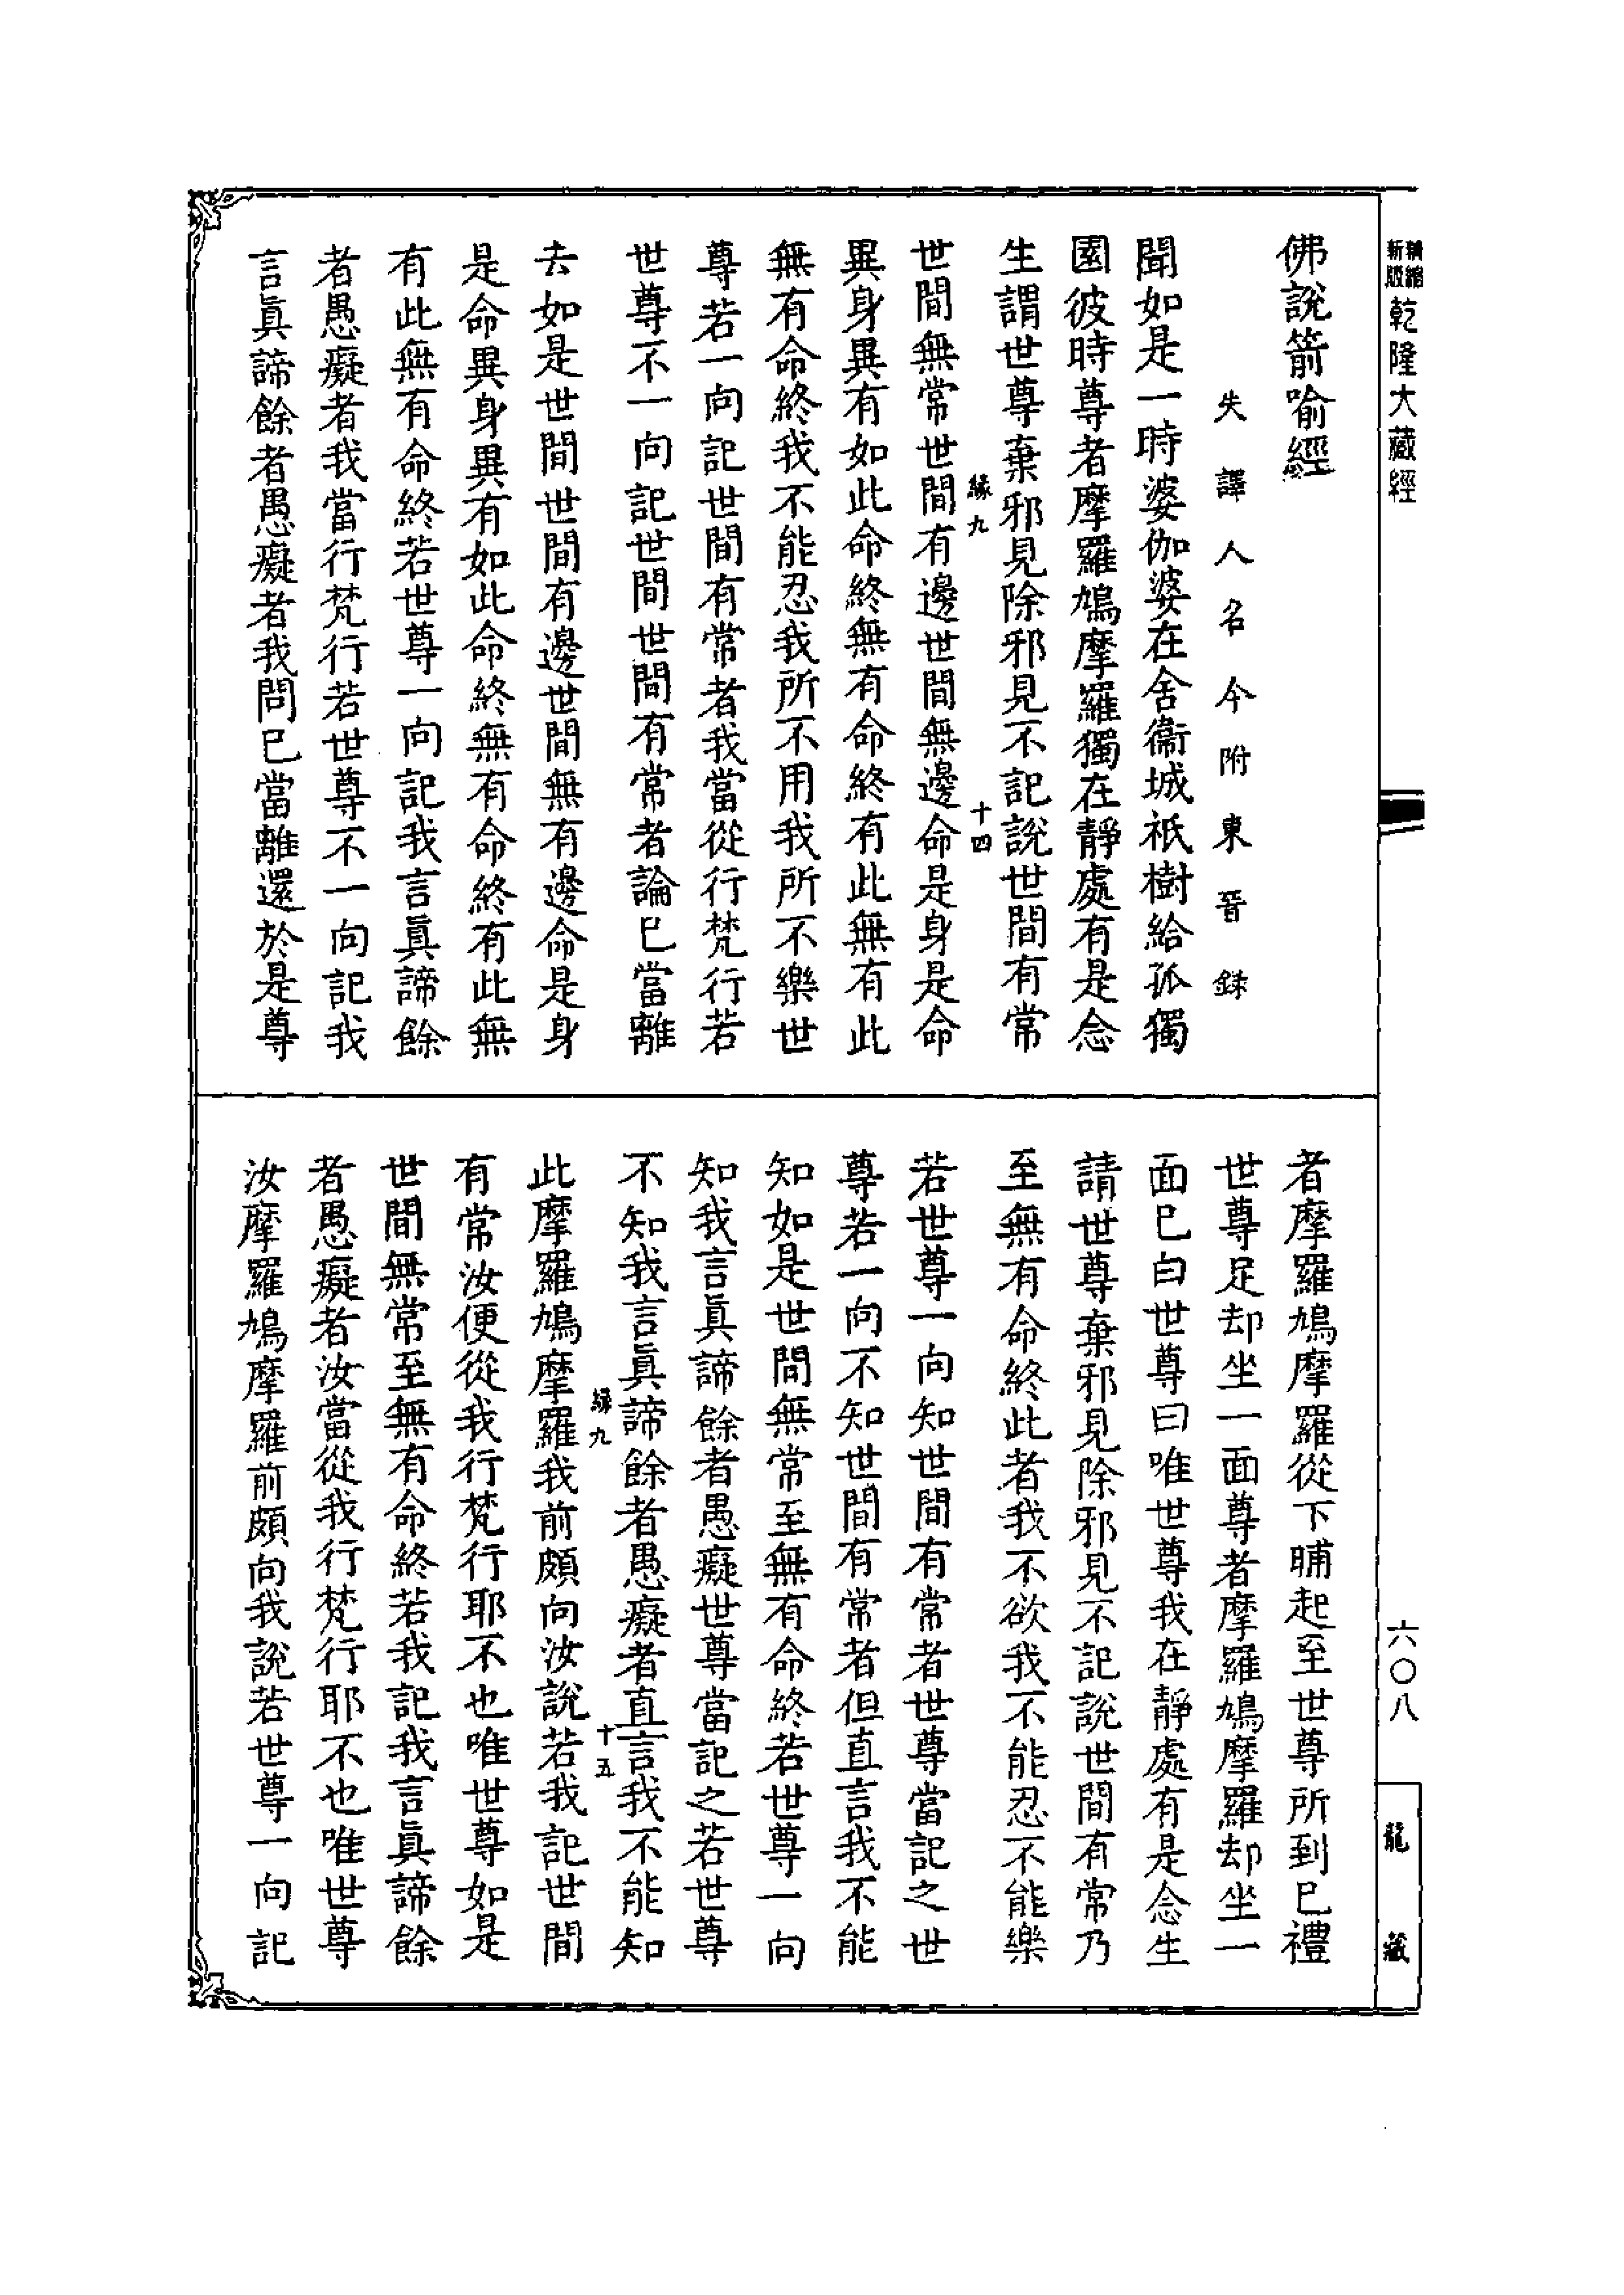 精縮
新版
乾隆大藏經
佛說箭喻經
失譯人名今附東晉錄
聞如是一時婆伽婆在舍衞城祇樹給孤獨
園彼時尊者摩羅鳩摩羅獨在靜處有是念
生謂世尊棄邪見除邪見不記說世間有常
緣九
十四
世間無常世間有邊世間無邊命是身是命
異身異有如此命終無有命終有此無有此
無有命終我不能忍我所不用我所不樂世
尊若一向記世間有常者我當從行梵行若
世尊不一向記世間世間有常者論已當離
去如是世間世間有邊世間無有邊命是身
是命異身異有如此命終無有命終有此無
有此無有命終若世尊一向記我言眞諦餘
者愚癡者我當行梵行若世尊不一向記我
言眞諦餘者愚癡者我問已當離還於是尊
者摩羅鳩摩羅從下晡起至世尊所到已禮
世尊足却坐一面尊者摩羅鳩摩羅却坐一
面已白世尊曰唯世尊我在靜處有是念生
請世尊棄邪見除邪見不記說世間有常乃
至無有命終此者我不欲我不能忍不能樂
若世尊一向知世間有常者世尊當記之世
尊若一向不知世間有常者但直言我不能
知如是世間無常至無有命終若世尊一向
知我言眞諦餘者愚癡世尊當記之若世尊
不知我言眞諦餘者愚癡者直言我不能知
緣九
十五
此摩羅鳩摩羅我前頗向汝說若我記世間
有常汝便從我行梵行耶不也唯世尊如是
世間無常至無有命終若我記我言眞諦餘
者愚癡者汝當從我行梵行耶不也唯世尊
汝摩羅鳩摩羅前頗向我說若世尊一向記
六〇八
龍藏